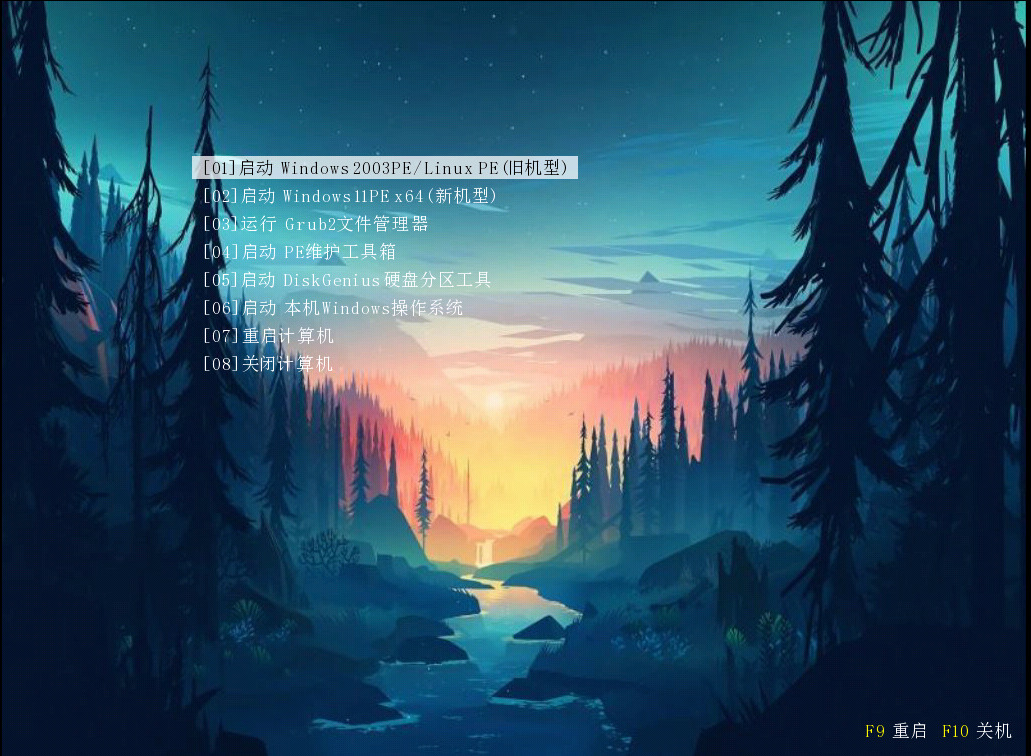 [01]启动 Windows 2003PE/Linux PE(旧机型)
[02]启动 Windows11PE x64(新机型)
[03]运行 Grub2文件管理器
[04]启动 PE维护工具箱
[05]启动 DiskGenius硬盘分区工具
[06]启动 本机Windows操作系统
[07]重启计算机
[08]关闭计算机
F9 重启 F10 关机